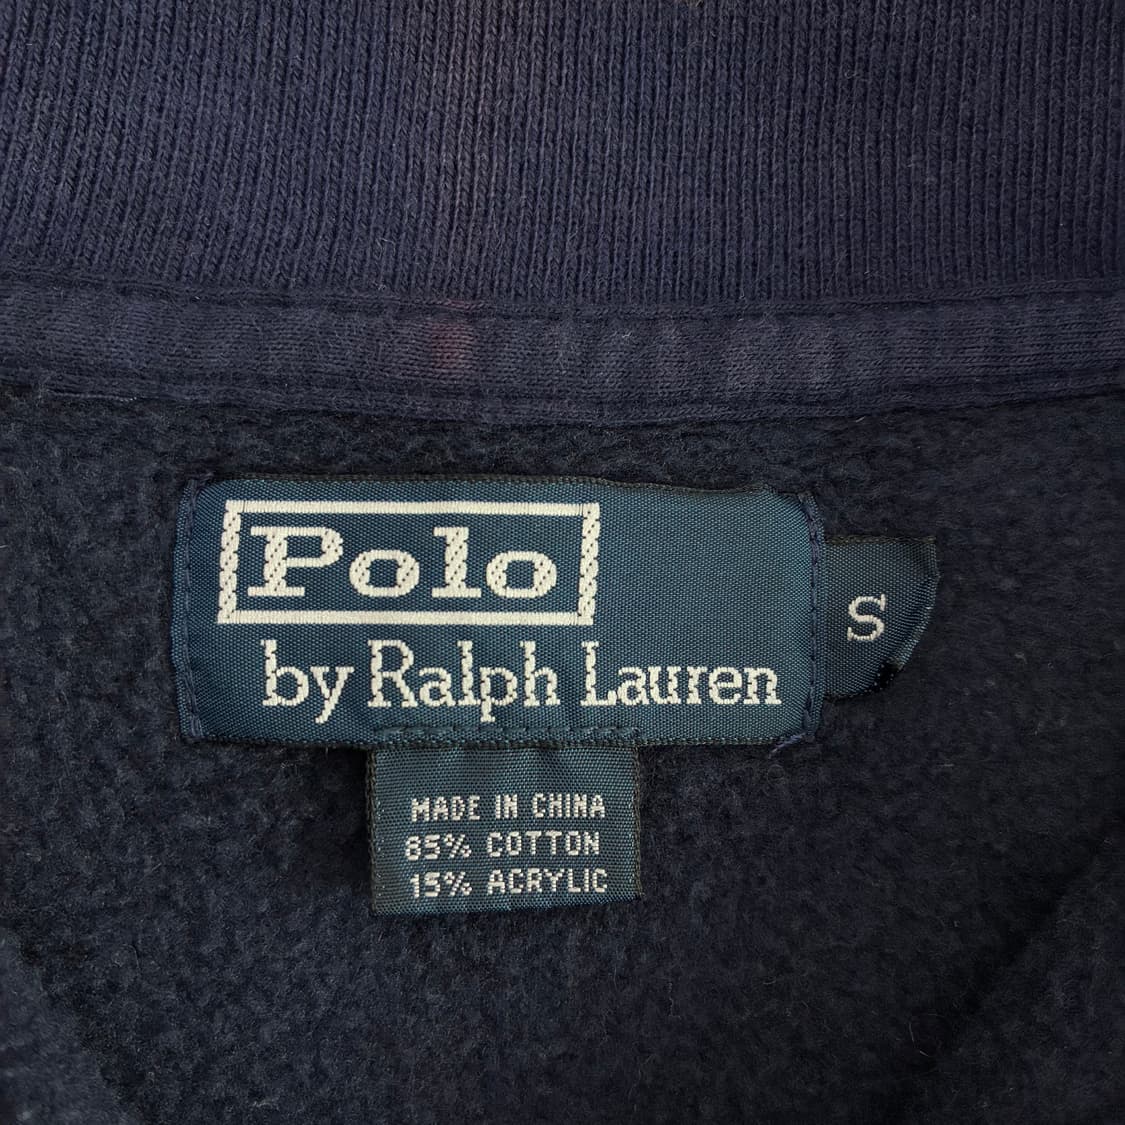 Polo
by Ralph Lauren
S
MADE IN CHINA
85% COTTON
15% ACRYLIC